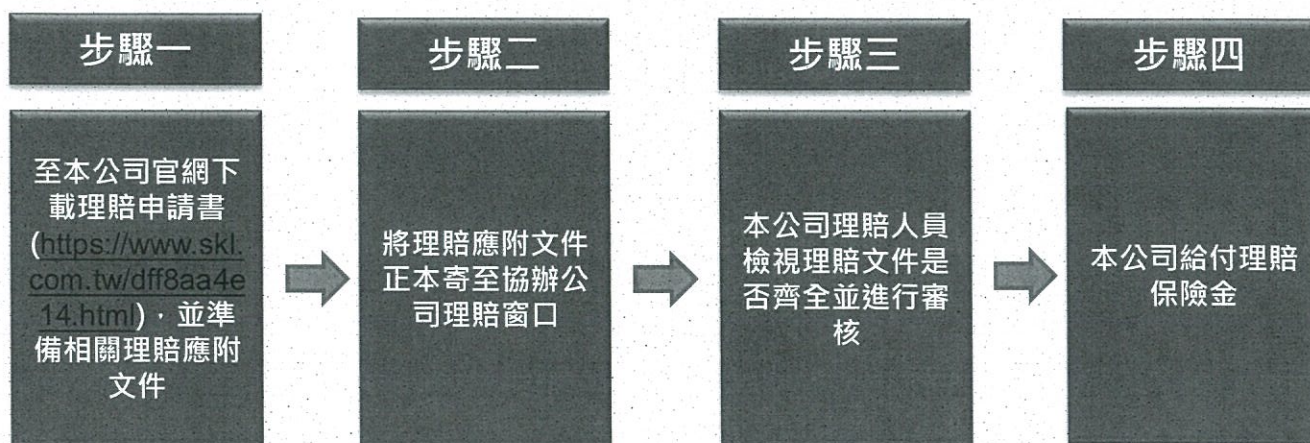 步驟一
至本公司官網下
載理賠申請書
(https://www.skl.
com.tw/dff8aa4e
14.html)，並準
備相關理賠應附
文件
步驟二
將理賠應附文件
正本寄至協辦公
司理賠窗口
步驟三
本公司理賠人員
檢視理賠文件是
否齊全並進行審
核
步驟四
本公司給付理賠
保險金